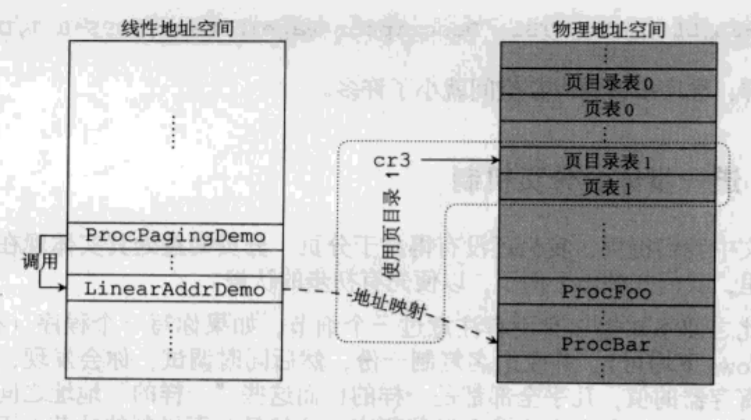 线性地址空间
物理地址空间
页目录表0
页表0
cr3
页目录表1
页表1
使用页目录 1
ProcPagingDemo
调用
LinearAddrDemo
地址映射
ProcFoo
ProcBar